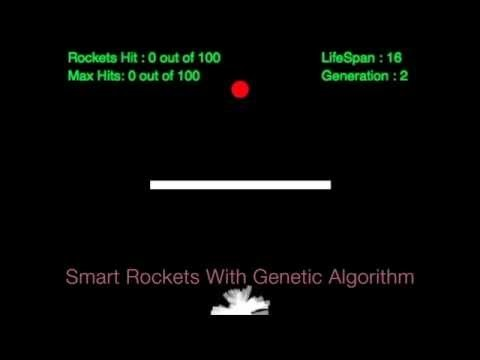 Rockets Hit : 0 out of 100
LifeSpan : 16
Max Hits: 0 out of 100
Generation : 2
Smart Rockets With Genetic Algorithm